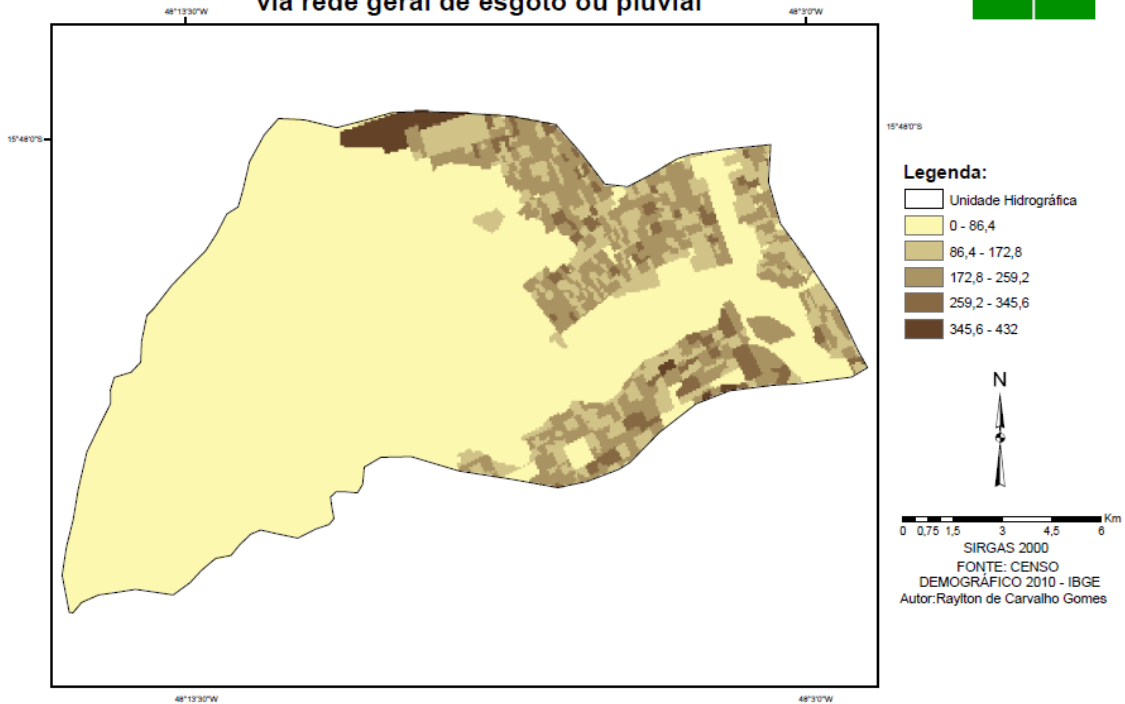 via rede geral de esgoto ou pluvial
48°13'30"W
48°3'0"W
15°48'0"S
15°48'0"S
Legenda:
Unidade Hidrográfica
0 - 86,4
86,4 - 172,8
172,8 - 259,2
259,2 - 345,6
345,6 - 432
N
Km
0 0,75 1,5 3 4,5 6
SIRGAS 2000
FONTE: CENSO
DEMOGRÁFICO 2010 - IBGE
Autor:Raylton de Carvalho Gomes
48°13'30"W
48°3'0"W